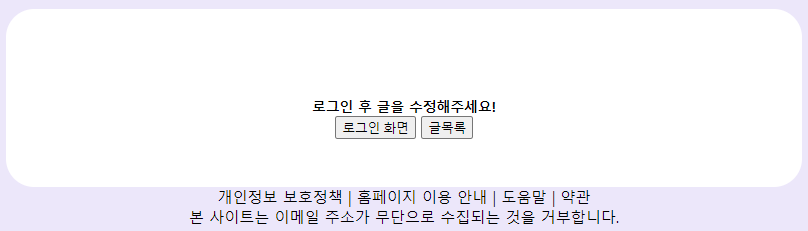 로그인 후 글을 수정해주세요!
로그인 화면 글목록
개인정보 보호정책 | 홈페이지 이용 안내 | 도움말 | 약관
본 사이트는 이메일 주소가 무단으로 수집되는 것을 거부합니다.